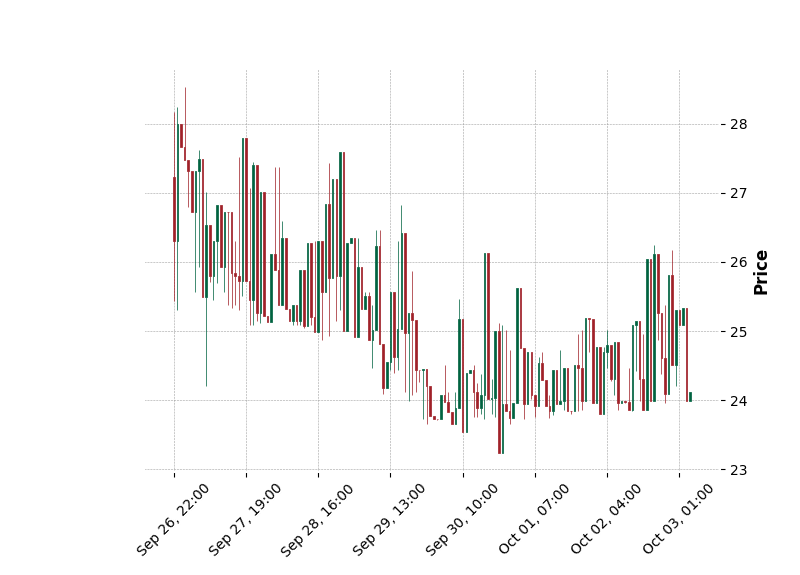 28
27
26
25
24
23
Price
Sep 26, 22:00
Sep 27, 19:00
Sep 28, 16:00
Sep 29, 13:00
Sep 30, 10:00
Oct 01, 07:00
Oct 02, 04:00
Oct 03, 01:00